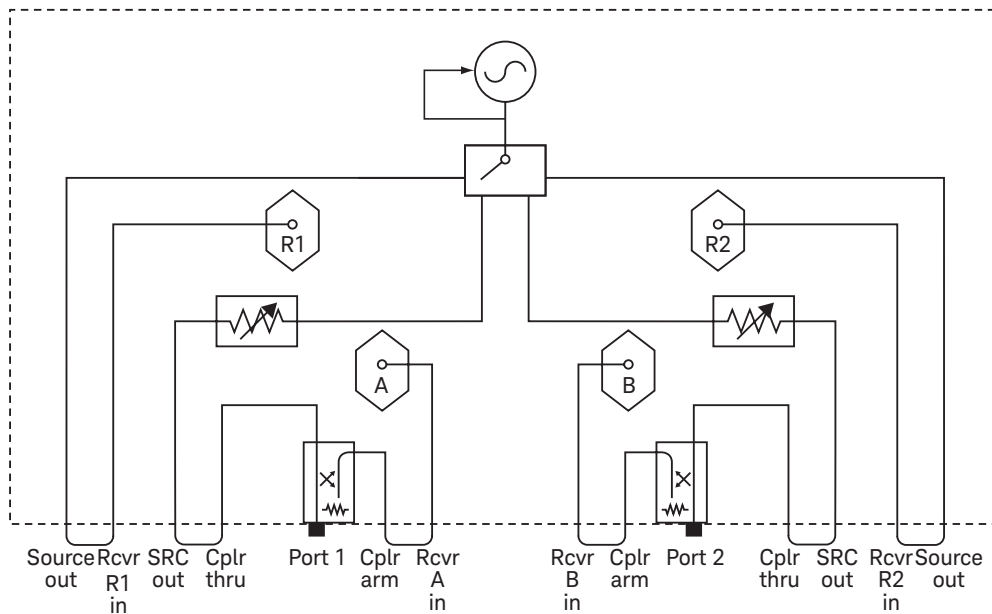 R1
R2
A
B
Source out
Rcvr R1 in
SRC out
Cplr thru
Port 1
Cplr arm
Rcvr A in
Rcvr B in
Cplr arm
Port 2
Cplr thru
SRC out
Rcvr R2 in
Source out